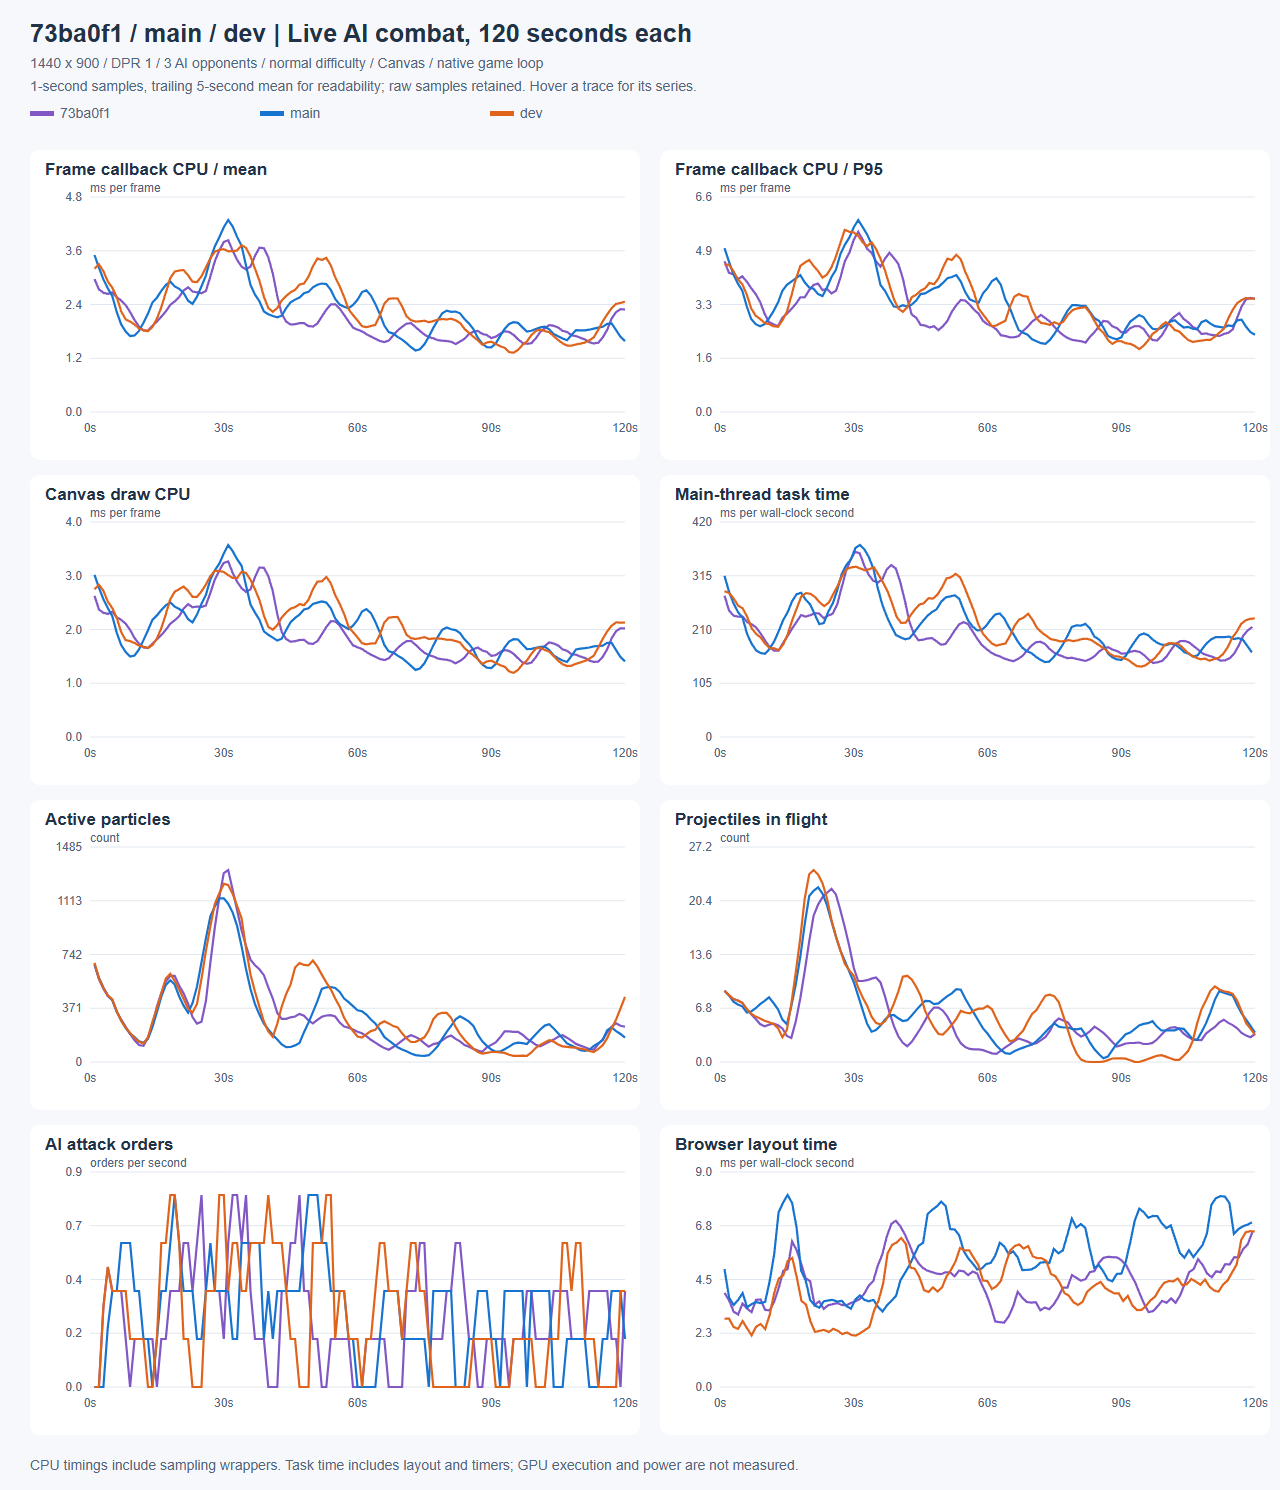 73ba0f1 / main / dev | Live AI combat, 120 seconds each
1440 x 900 / DPR 1 / 3 AI opponents / normal difficulty / Canvas / native game loop
1-second samples, trailing 5-second mean for readability; raw samples retained. Hover a trace for its series.
73ba0f1 main dev
Frame callback CPU / mean
ms per frame
4.8
3.6
2.4
1.2
0.0
0s 30s 60s 90s 120s
Frame callback CPU / P95
ms per frame
6.6
4.9
3.3
1.6
0.0
0s 30s 60s 90s 120s
Canvas draw CPU
ms per frame
4.0
3.0
2.0
1.0
0.0
0s 30s 60s 90s 120s
Main-thread task time
ms per wall-clock second
420
315
210
105
0
0s 30s 60s 90s 120s
Active particles
count
1485
1113
742
371
0
0s 30s 60s 90s 120s
Projectiles in flight
count
27.2
20.4
13.6
6.8
0.0
0s 30s 60s 90s 120s
AI attack orders
orders per second
0.9
0.7
0.4
0.2
0.0
0s 30s 60s 90s 120s
Browser layout time
ms per wall-clock second
9.0
6.8
4.5
2.3
0.0
0s 30s 60s 90s 120s
CPU timings include sampling wrappers. Task time includes layout and timers; GPU execution and power are not measured.